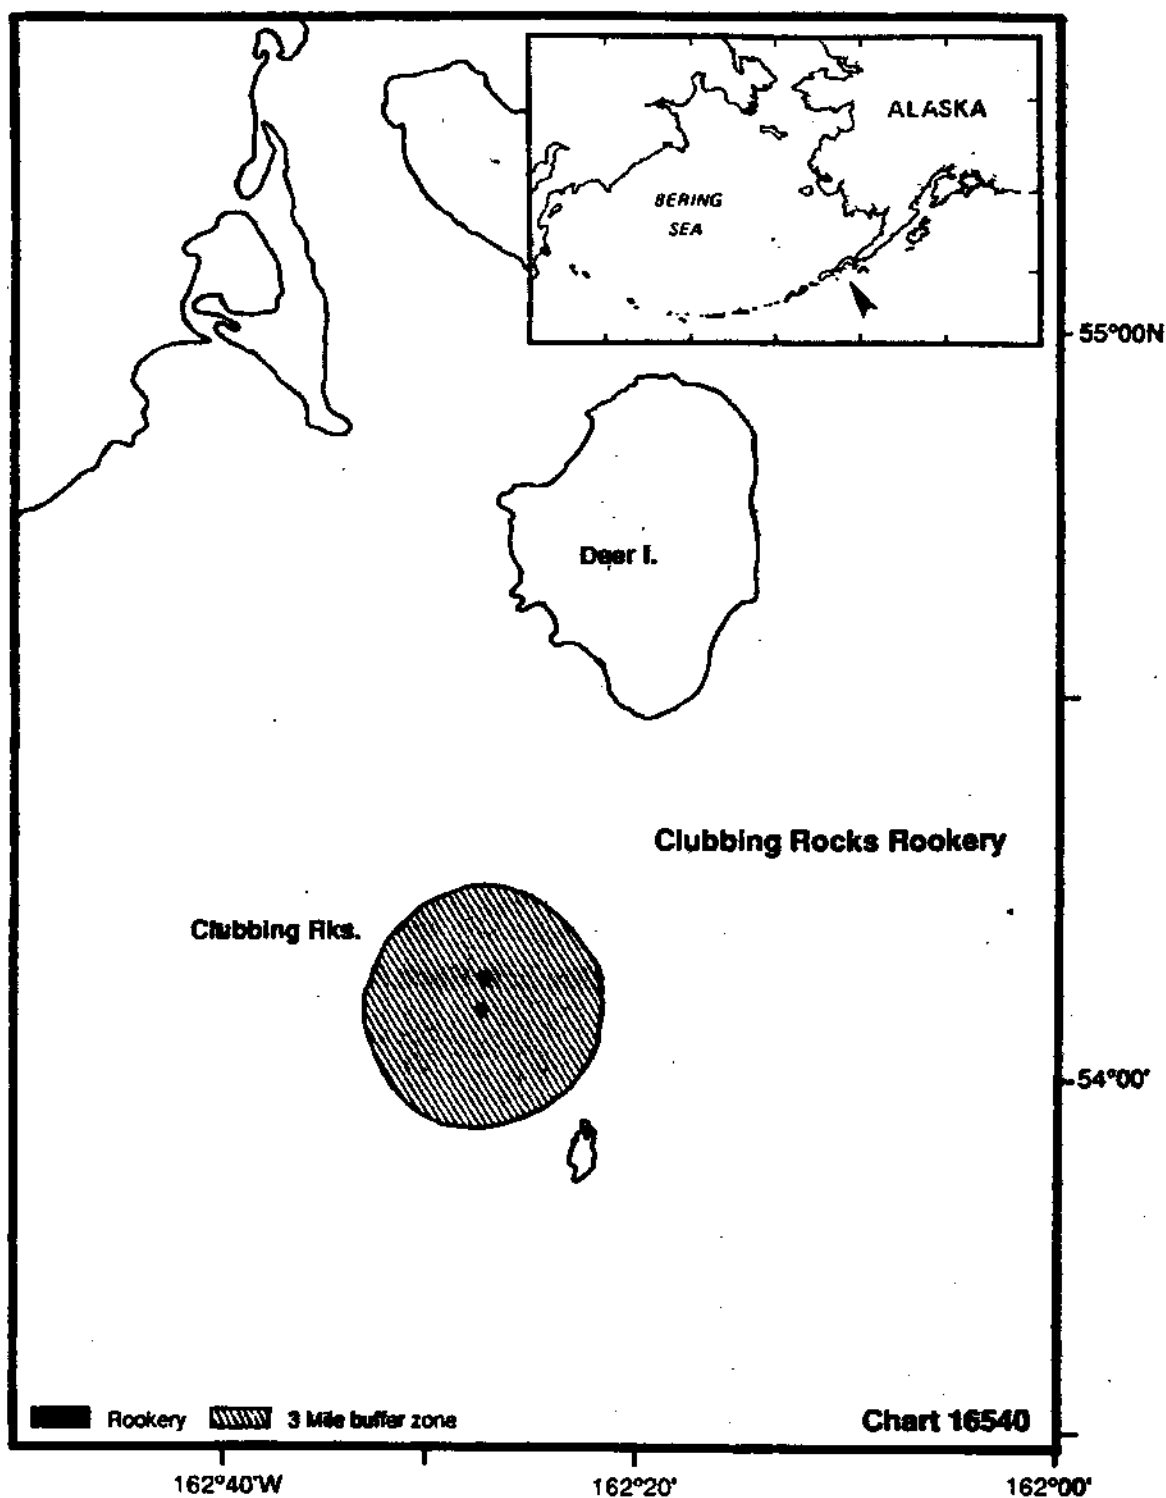 ALASKA
BERING
SEA
55°00N
Deer I.
Clubbing Rocks Rookery
Clubbing Rks.
54°00'
Rookery
3 Mile buffer zone
Chart 16540
162°40'W
162°20'
162°00'